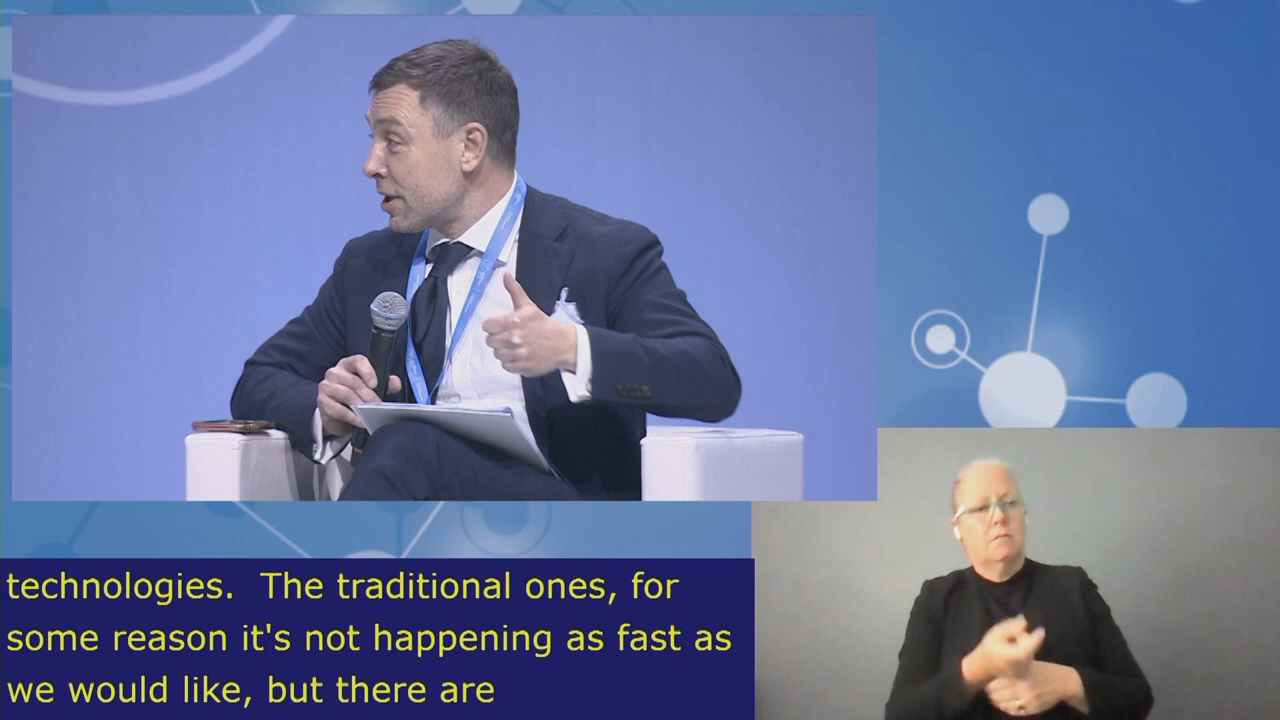 technologies.  The traditional ones, for
some reason it's not happening as fast as
we would like, but there are